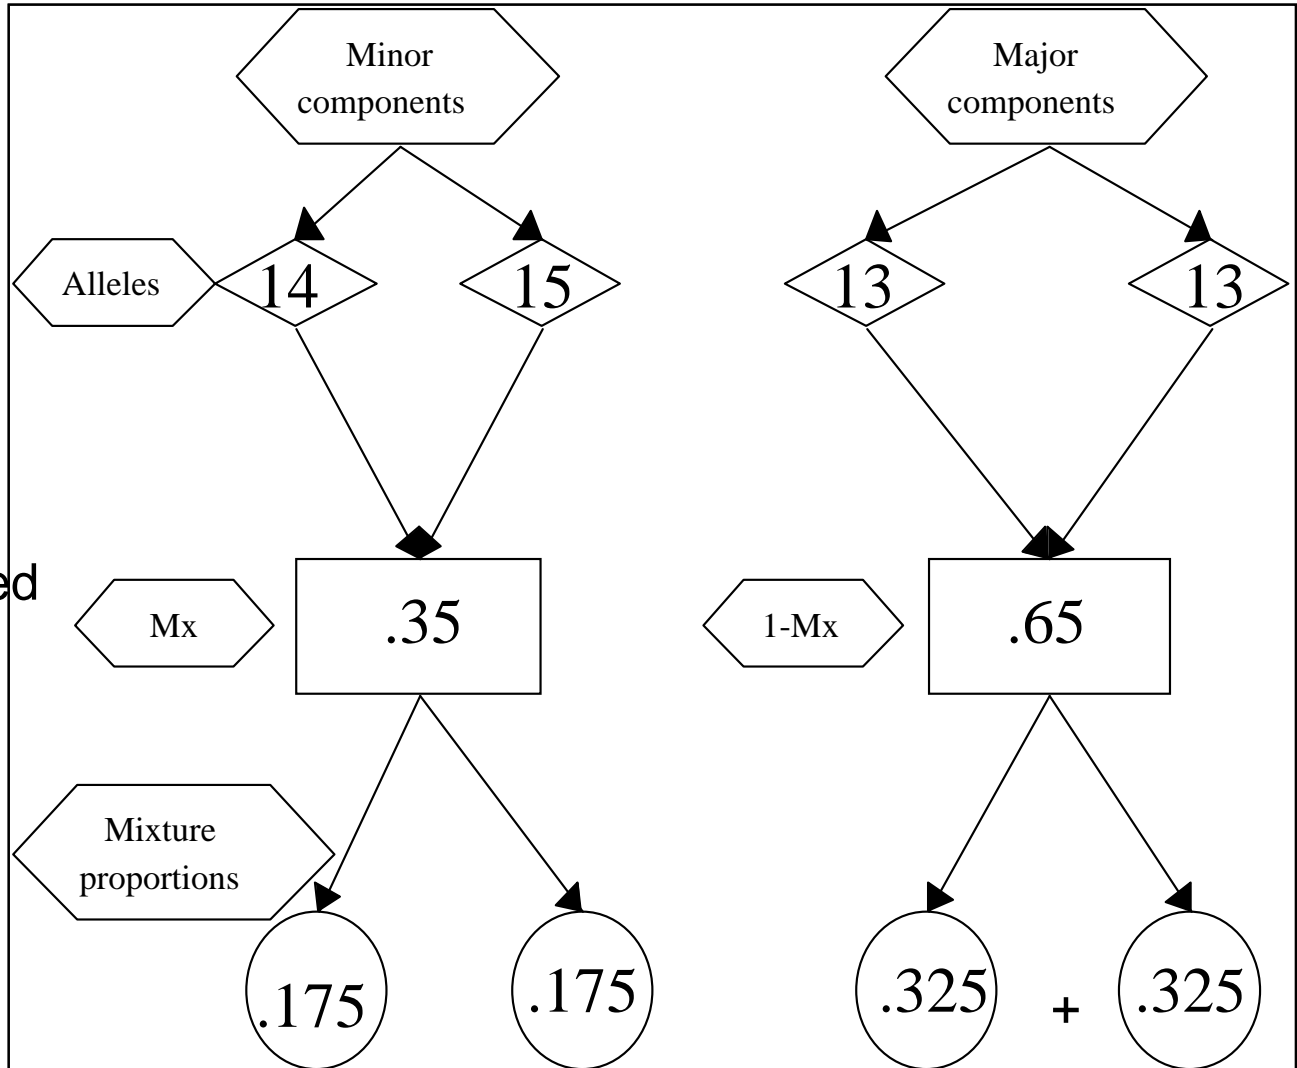 Minor
components
Major
components
Alleles
14
15
13
13
ed
Mx
.35
1-Mx
.65
Mixture
proportions
.175
.175
.325
+
.325